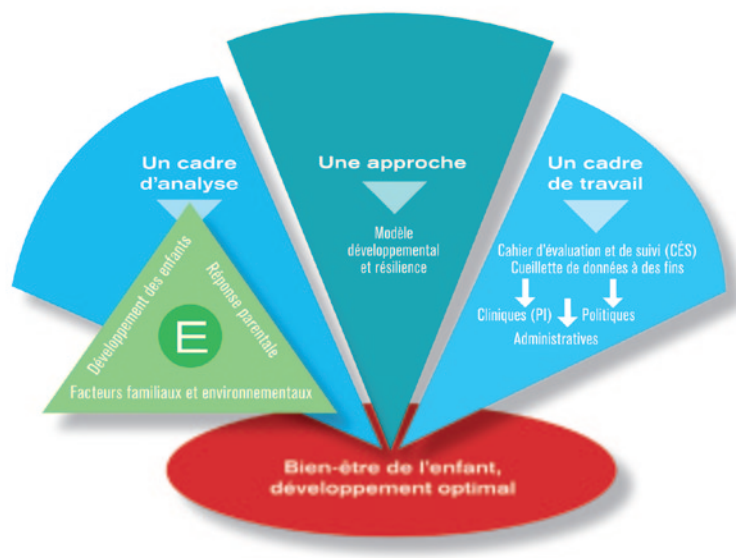 Un cadre
d'analyse
Développement des enfants
Réponse parentale
E
Facteurs familiaux et environnementaux
Une approche
Modèle
développemental
et résilience
Un cadre
de travail
Cahier d'évaluation et de suivi (CÉS)
Cueillette de données à des fins
Cliniques (PI)
Politiques
Administratives
Bien-être de l'enfant,
développement optimal